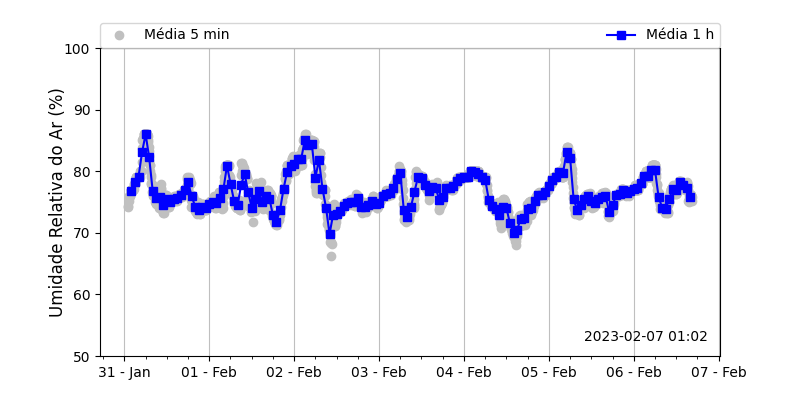 Média 5 min
Média 1 h
Umidade Relativa do Ar (%)
100
90
80
70
60
50
2023-02-07 01:02
31 - Jan
01 - Feb
02 - Feb
03 - Feb
04 - Feb
05 - Feb
06 - Feb
07 - Feb